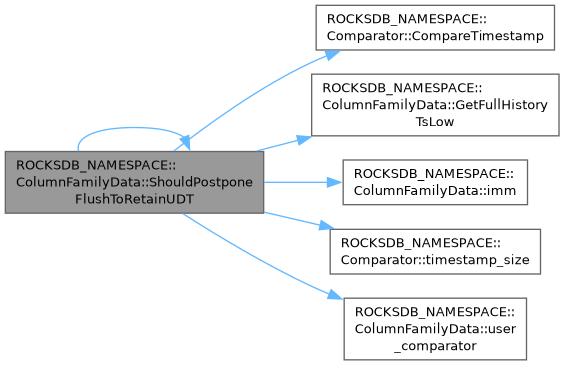 ROCKSDB_NAMESPACE::
ColumnFamilyData::ShouldPostpone
FlushToRetainUDT
ROCKSDB_NAMESPACE::
Comparator::CompareTimestamp
ROCKSDB_NAMESPACE::
ColumnFamilyData::GetFullHistory
TsLow
ROCKSDB_NAMESPACE::
ColumnFamilyData::imm
ROCKSDB_NAMESPACE::
Comparator::timestamp_size
ROCKSDB_NAMESPACE::
ColumnFamilyData::user
_comparator